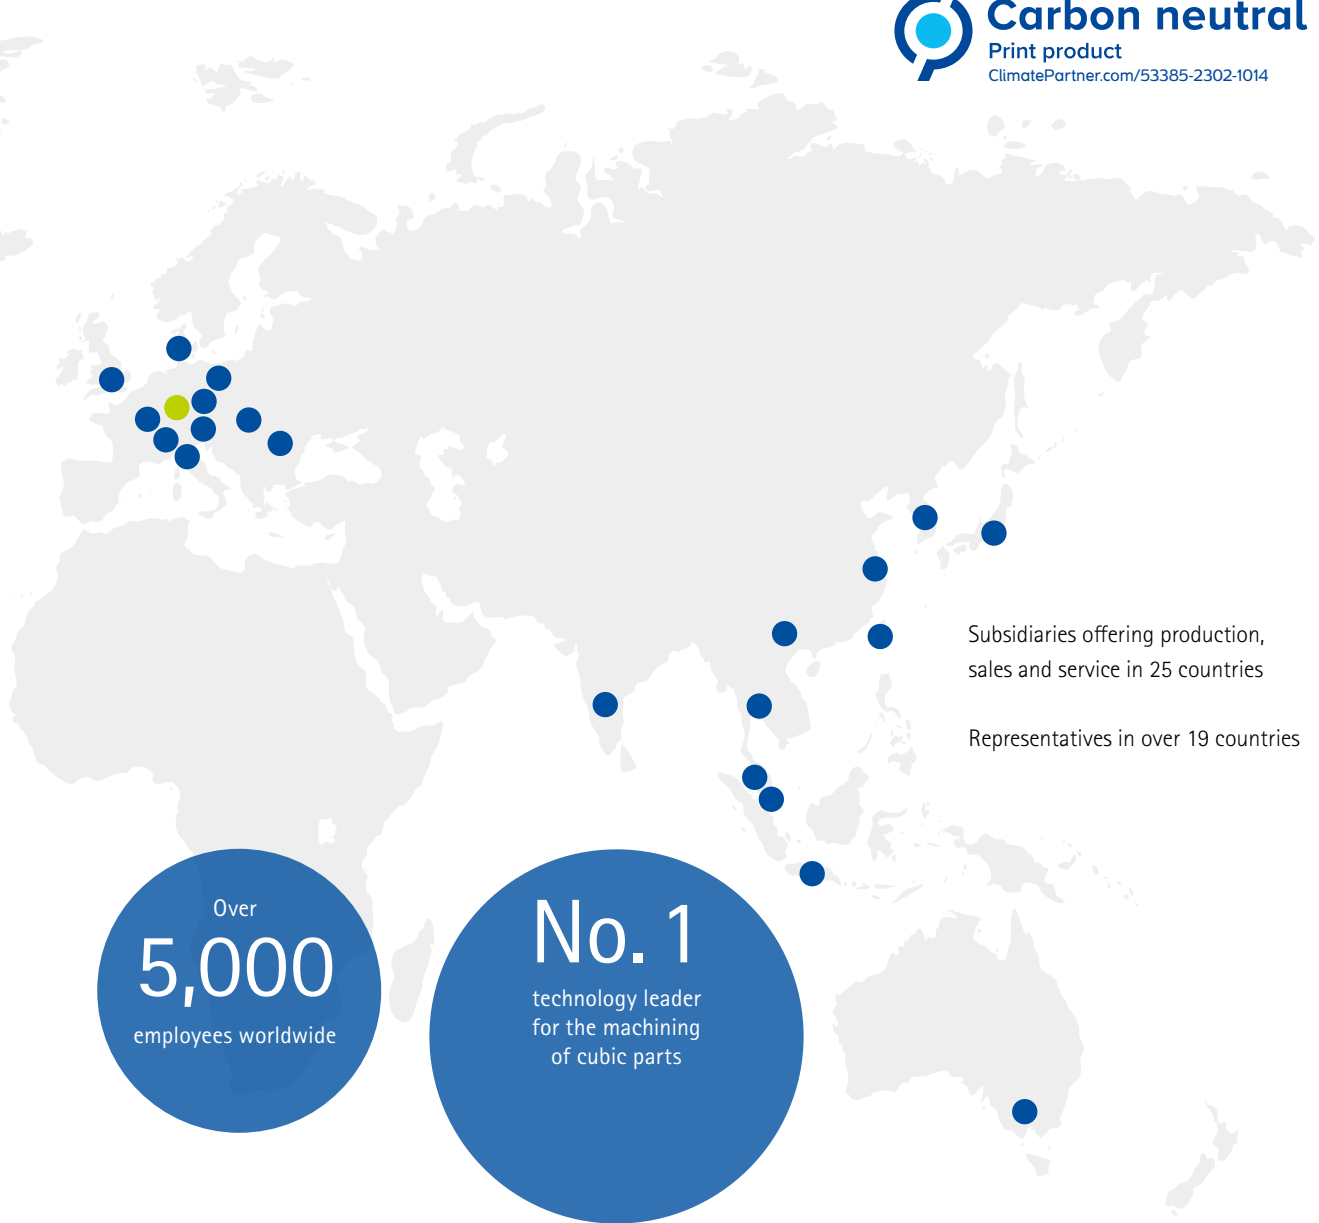 Carbon neutral
Print product
ClimatePartner.com/53385-2302-1014
Subsidiaries offering production,
sales and service in 25 countries
Representatives in over 19 countries
Over
5,000
employees worldwide
No. 1
technology leader
for the machining
of cubic parts